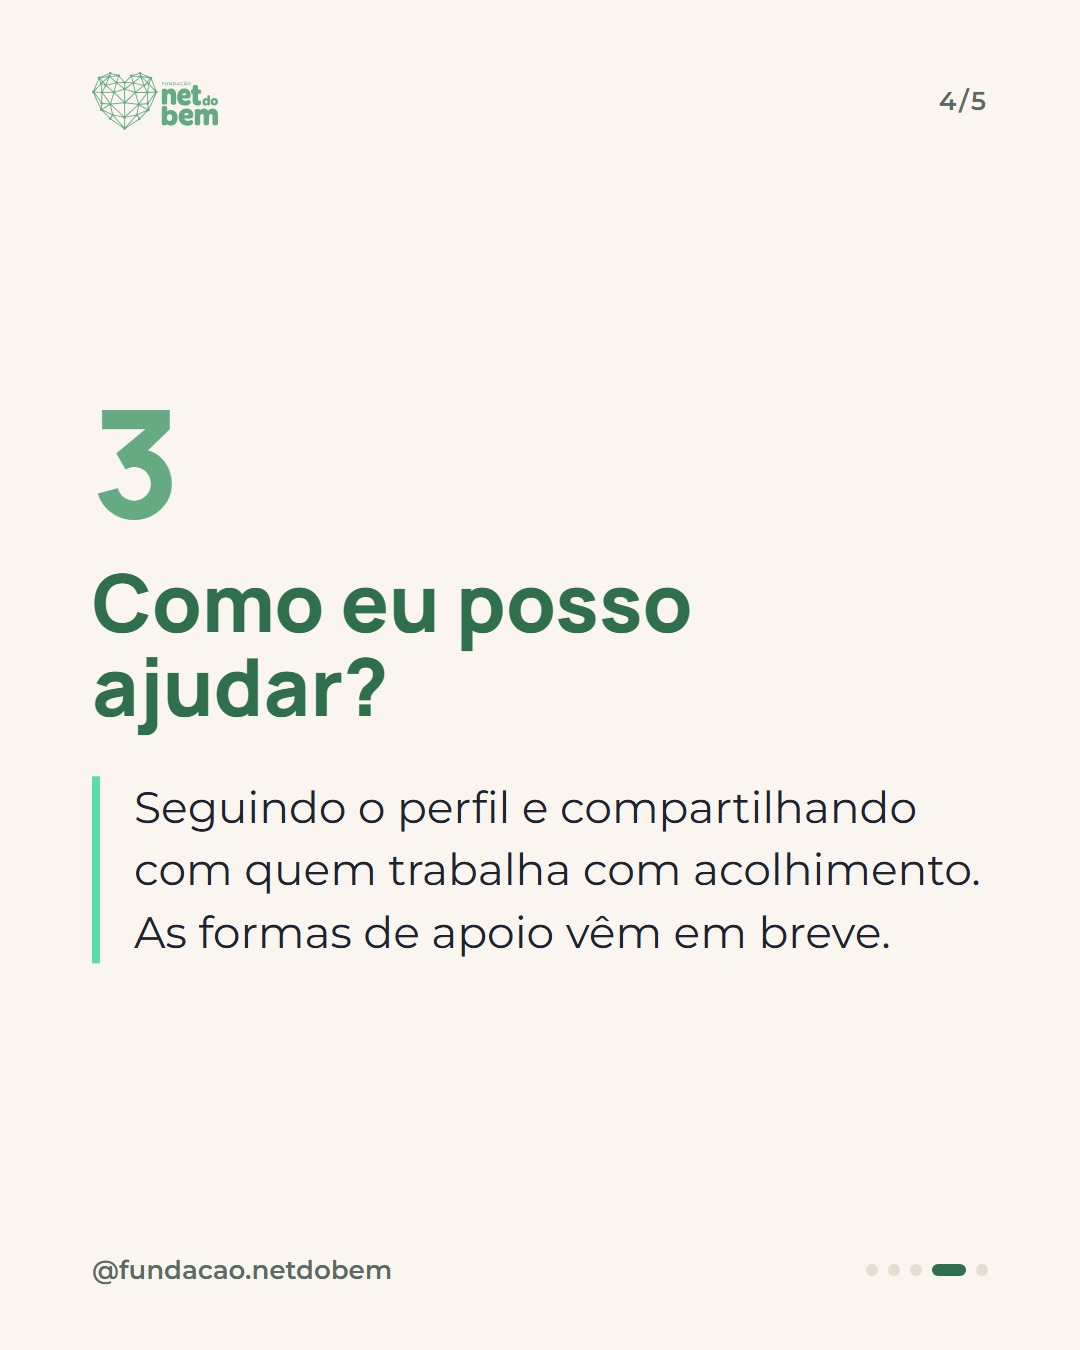 FUNDAÇÃO
net do
bem
4/5
3
Como eu posso
ajudar?
Seguindo o perfil e compartilhando
com quem trabalha com acolhimento.
As formas de apoio vêm em breve.
@fundacao.netdobem